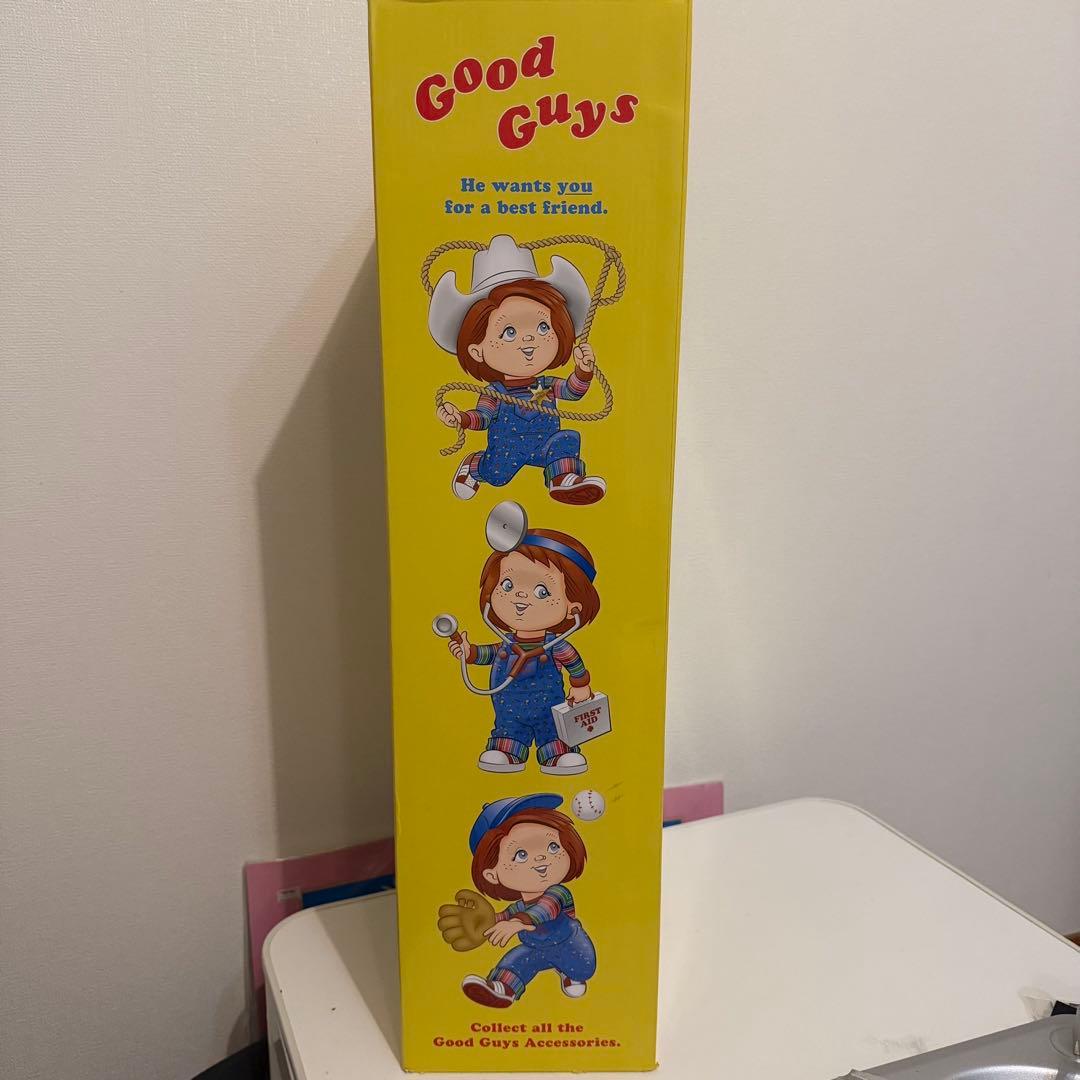 Good
Guys
He wants you
for a best friend.
FIRST
AID
Collect all the
Good Guys Accessories.